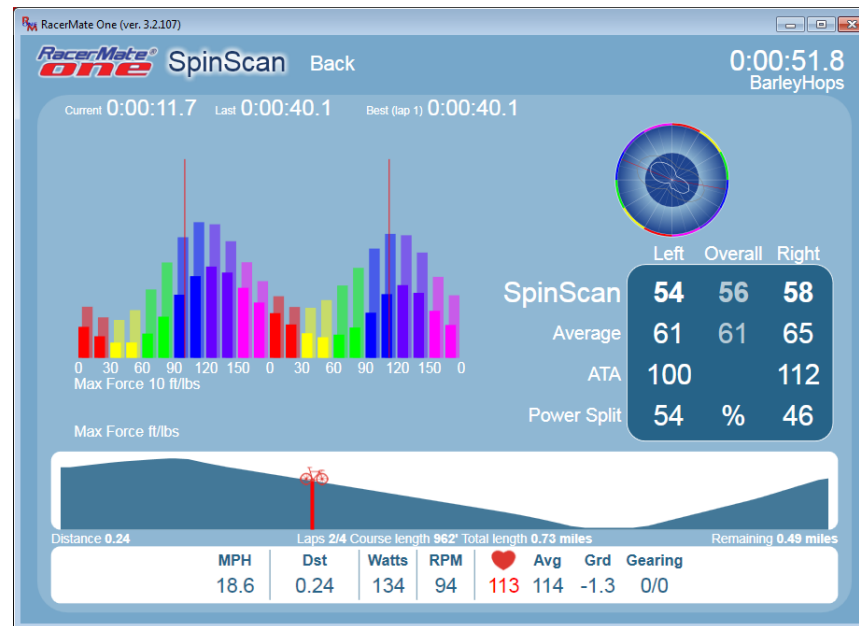 RM RacerMate One (ver. 3.2.107)
RacerMate® one SpinScan Back
0:00:51.8
BarleyHops
Current 0:00:11.7 Last 0:00:40.1 Best (lap 1) 0:00:40.1
Left Overall Right
SpinScan 54 56 58
Average 61 61 65
ATA 100 112
Power Split 54 % 46
0 30 60 90 120 150 0 30 60 90 120 150 0
Max Force 10 ft/lbs
Max Force ft/lbs
Distance 0.24 Laps 2/4 Course length 962' Total length 0.73 miles Remaining 0.49 miles
MPH Dst Watts RPM Avg Grd Gearing
18.6 0.24 134 94 113 114 -1.3 0/0